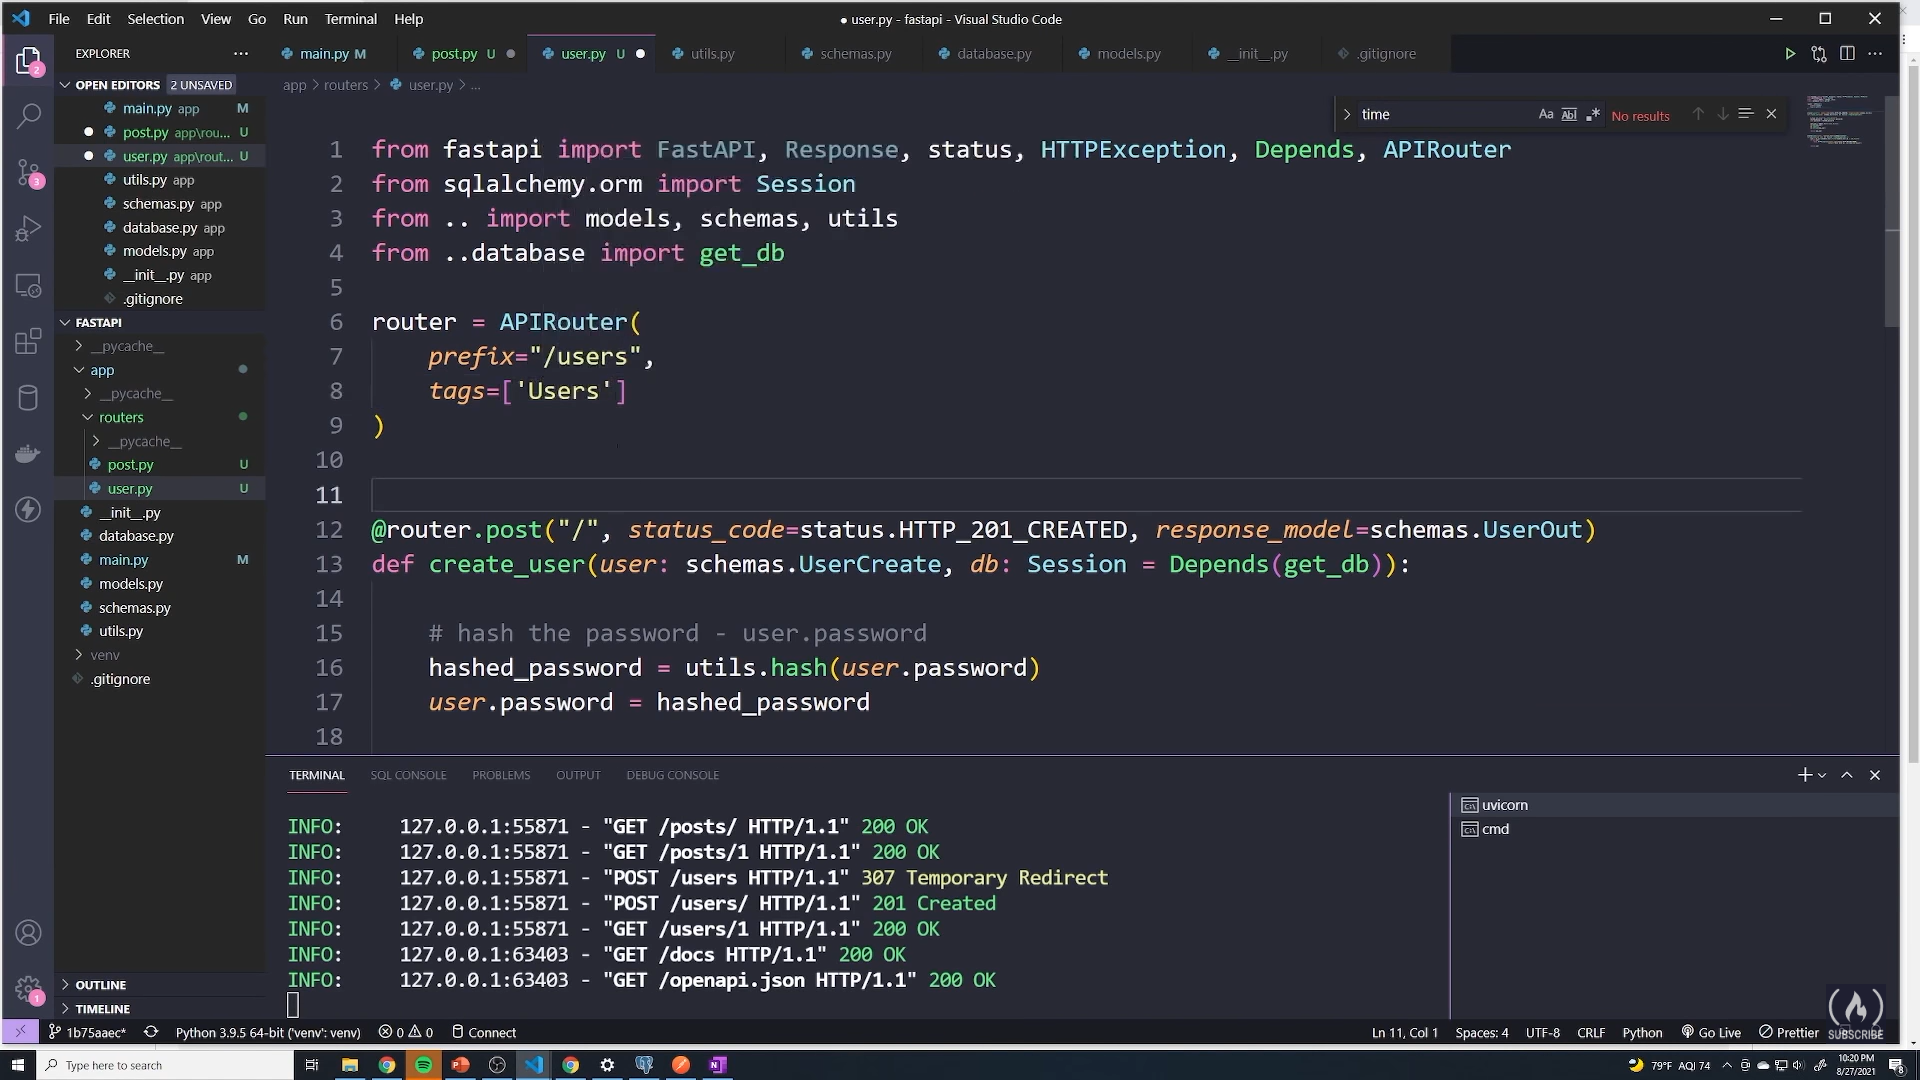 File Edit Selection View Go Run Terminal Help
● user.py - fastapi - Visual Studio Code
EXPLORER
main.py M
post.py U
user.py U
utils.py
schemas.py
database.py
models.py
__init__.py
.gitignore
OPEN EDITORS 2 UNSAVED
main.py app M
post.py app\rou... U
user.py app\rout... U
utils.py app
schemas.py app
database.py app
models.py app
__init__.py app
.gitignore
FASTAPI
__pycache__
app
__pycache__
routers
__pycache__
post.py U
user.py U
__init__.py
database.py
main.py M
models.py
schemas.py
utils.py
venv
.gitignore
OUTLINE
TIMELINE
2
3
1
app > routers > user.py > ...
time
Aa Abl .* No results
1 from fastapi import FastAPI, Response, status, HTTPException, Depends, APIRouter
2 from sqlalchemy.orm import Session
3 from .. import models, schemas, utils
4 from ..database import get_db
5
6 router = APIRouter(
7 prefix="/users",
8 tags=['Users']
9 )
10
11
12 @router.post("/", status_code=status.HTTP_201_CREATED, response_model=schemas.UserOut)
13 def create_user(user: schemas.UserCreate, db: Session = Depends(get_db)):
14
15 # hash the password - user.password
16 hashed_password = utils.hash(user.password)
17 user.password = hashed_password
18
TERMINAL SQL CONSOLE PROBLEMS OUTPUT DEBUG CONSOLE
INFO: 127.0.0.1:55871 - "GET /posts/ HTTP/1.1" 200 OK
INFO: 127.0.0.1:55871 - "GET /posts/1 HTTP/1.1" 200 OK
INFO: 127.0.0.1:55871 - "POST /users HTTP/1.1" 307 Temporary Redirect
INFO: 127.0.0.1:55871 - "POST /users/ HTTP/1.1" 201 Created
INFO: 127.0.0.1:55871 - "GET /users/1 HTTP/1.1" 200 OK
INFO: 127.0.0.1:63403 - "GET /docs HTTP/1.1" 200 OK
INFO: 127.0.0.1:63403 - "GET /openapi.json HTTP/1.1" 200 OK
uvicorn
cmd
SUBSCRIBE
1b75aaec* Python 3.9.5 64-bit ('venv': venv) 0 0 Connect
Ln 11, Col 1 Spaces: 4 UTF-8 CRLF Python Go Live Prettier
Type here to search
79°F AQI 74
10:20 PM
8/27/2021
8